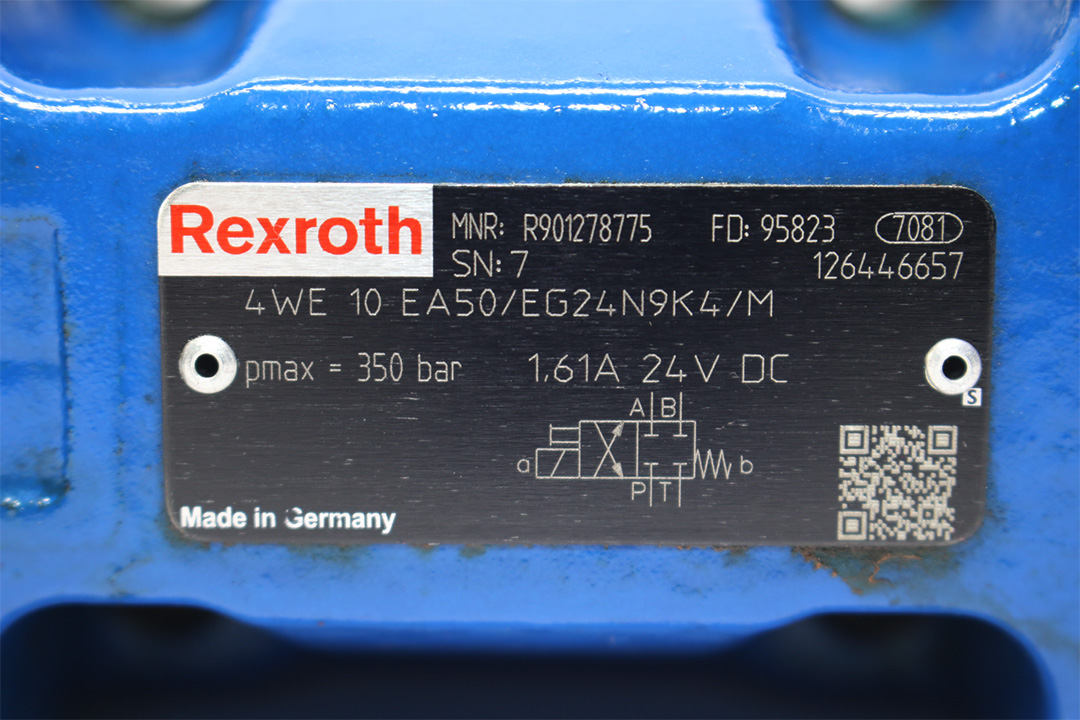 Rexroth
MNR: R901278775 FD: 95823 7081
SN: 7 126446657
4WE 10 EA50/EG24N9K4/M
pmax = 350 bar 1,61A 24V DC
S
A B
a b
P T
Made in Germany